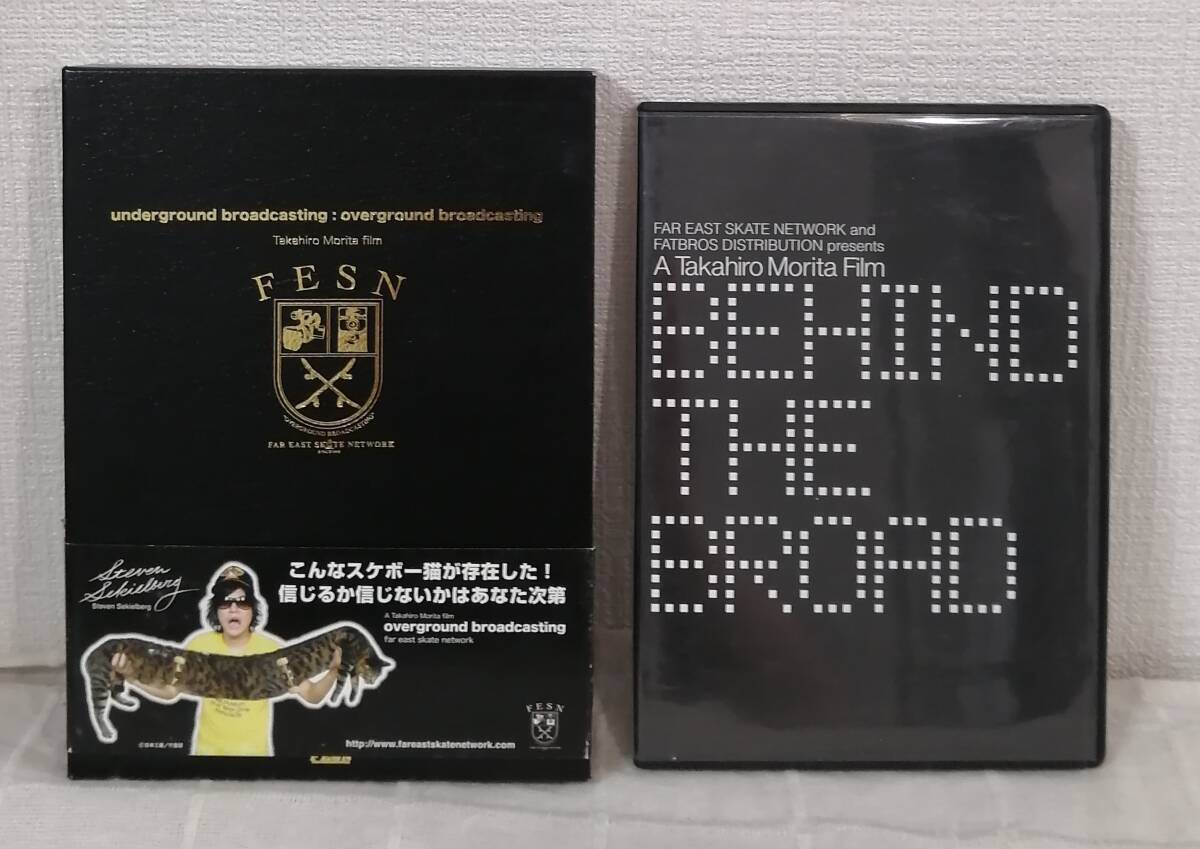 underground broadcasting : overground broadcasting
Takahiro Morita film
FESN
"OVERGROUND BROADCASTING"
FAR EAST SKATE NETWORK
Steven
Sekielberg
Steven Sekielberg
こんなスケボー猫が存在した!
信じるか信じないかはあなた次第
A Takahiro Morita film
overground broadcasting
far east skate network
FESN
http://www.fareastskatenetwork.com
FAR EAST SKATE NETWORK and
FATBROS DISTRIBUTION presents
A Takahiro Morita Film
BEHIND
THE
BROAD